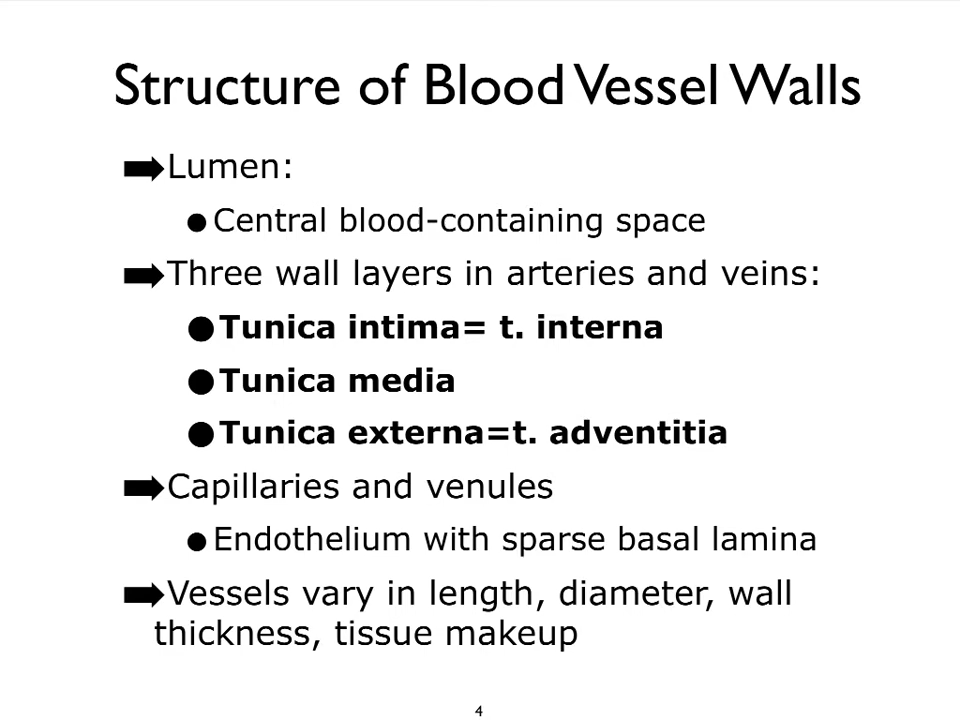 Structure of Blood Vessel Walls
➡Lumen:
●Central blood-containing space
➡Three wall layers in arteries and veins:
●Tunica intima= t. interna
●Tunica media
●Tunica externa=t. adventitia
➡Capillaries and venules
●Endothelium with sparse basal lamina
➡Vessels vary in length, diameter, wall
thickness, tissue makeup
4